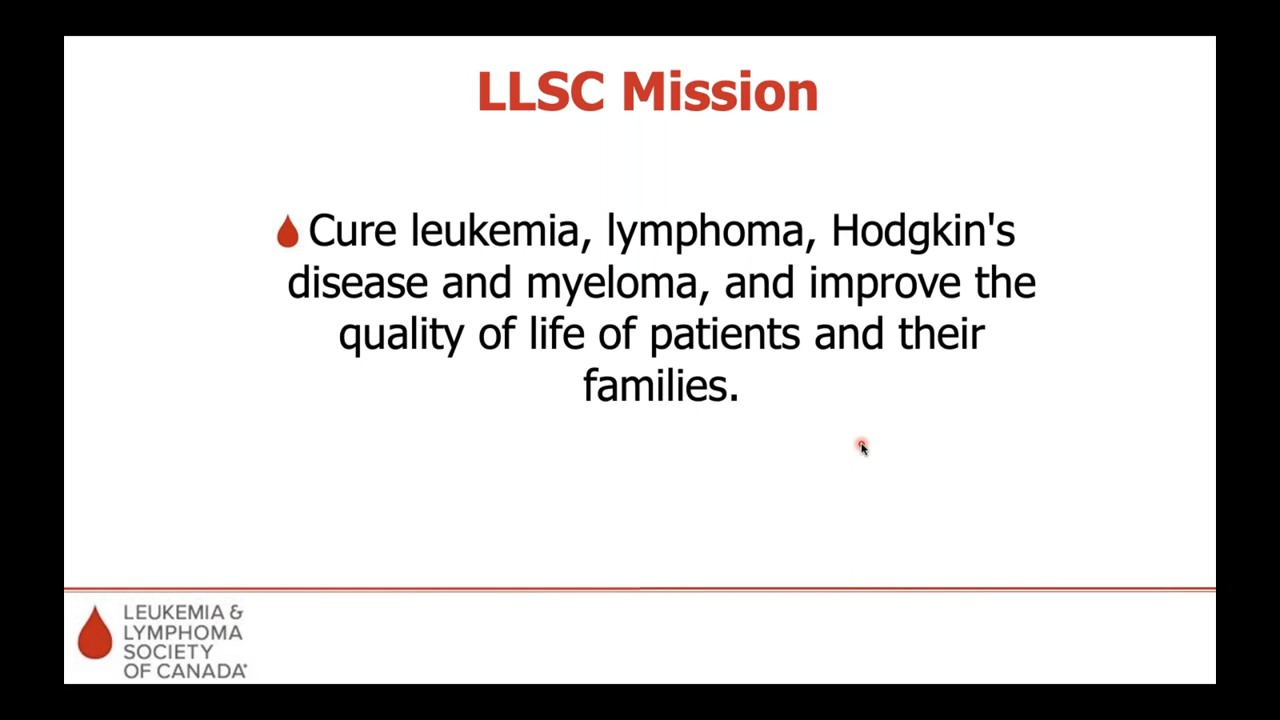 LLSC Mission
Cure leukemia, lymphoma, Hodgkin's
disease and myeloma, and improve the
quality of life of patients and their
families.
LEUKEMIA &
LYMPHOMA
SOCIETY
OF CANADA